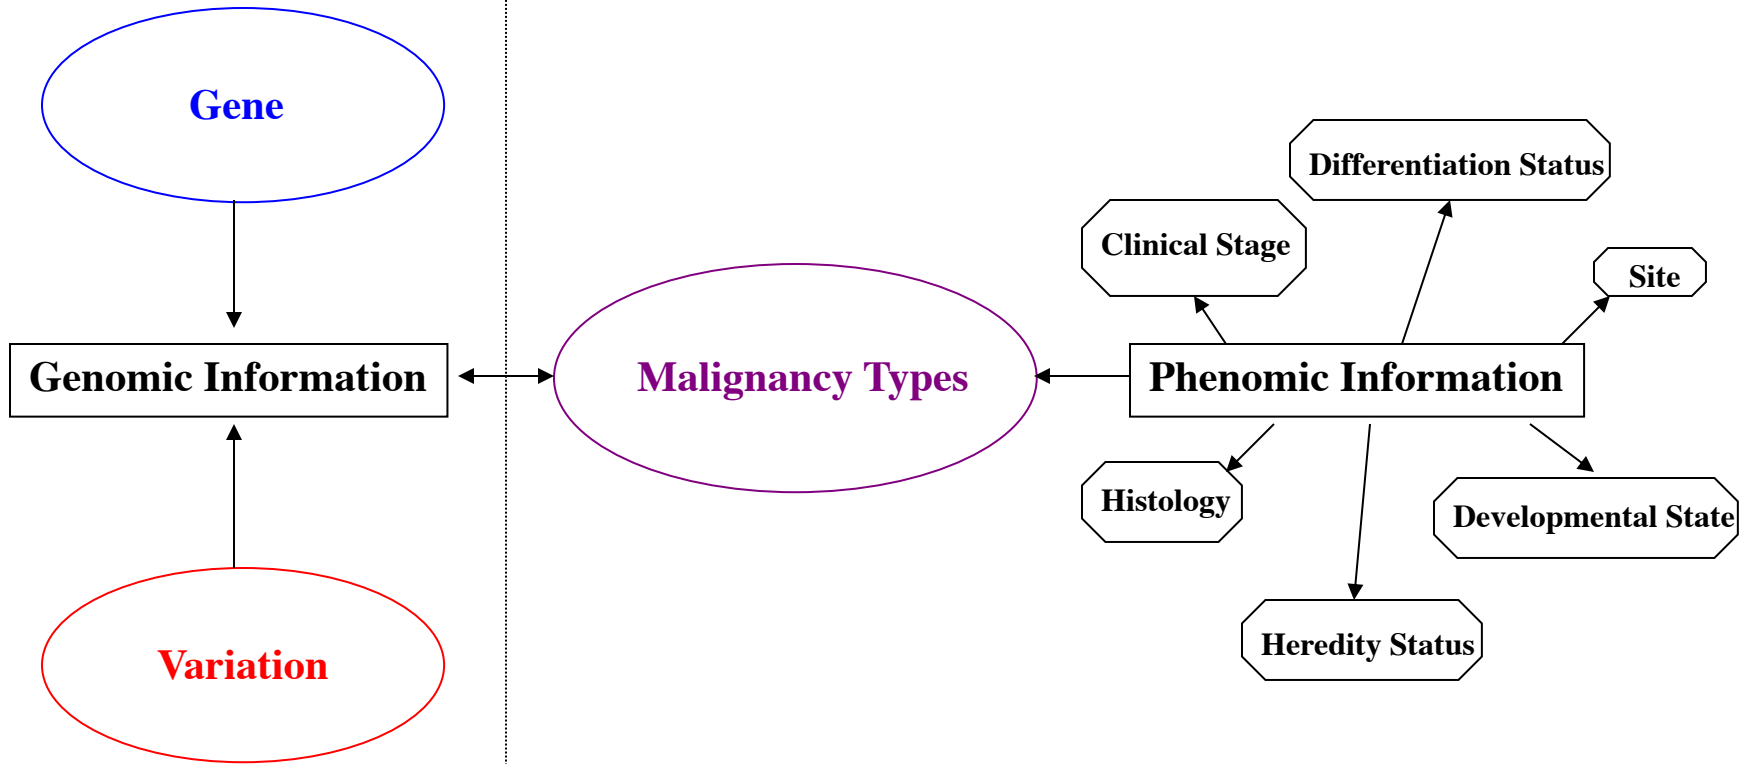 Gene
Differentiation Status
Clinical Stage
Site
Genomic Information
Malignancy Types
Phenomic Information
Histology
Developmental State
Heredity Status
Variation